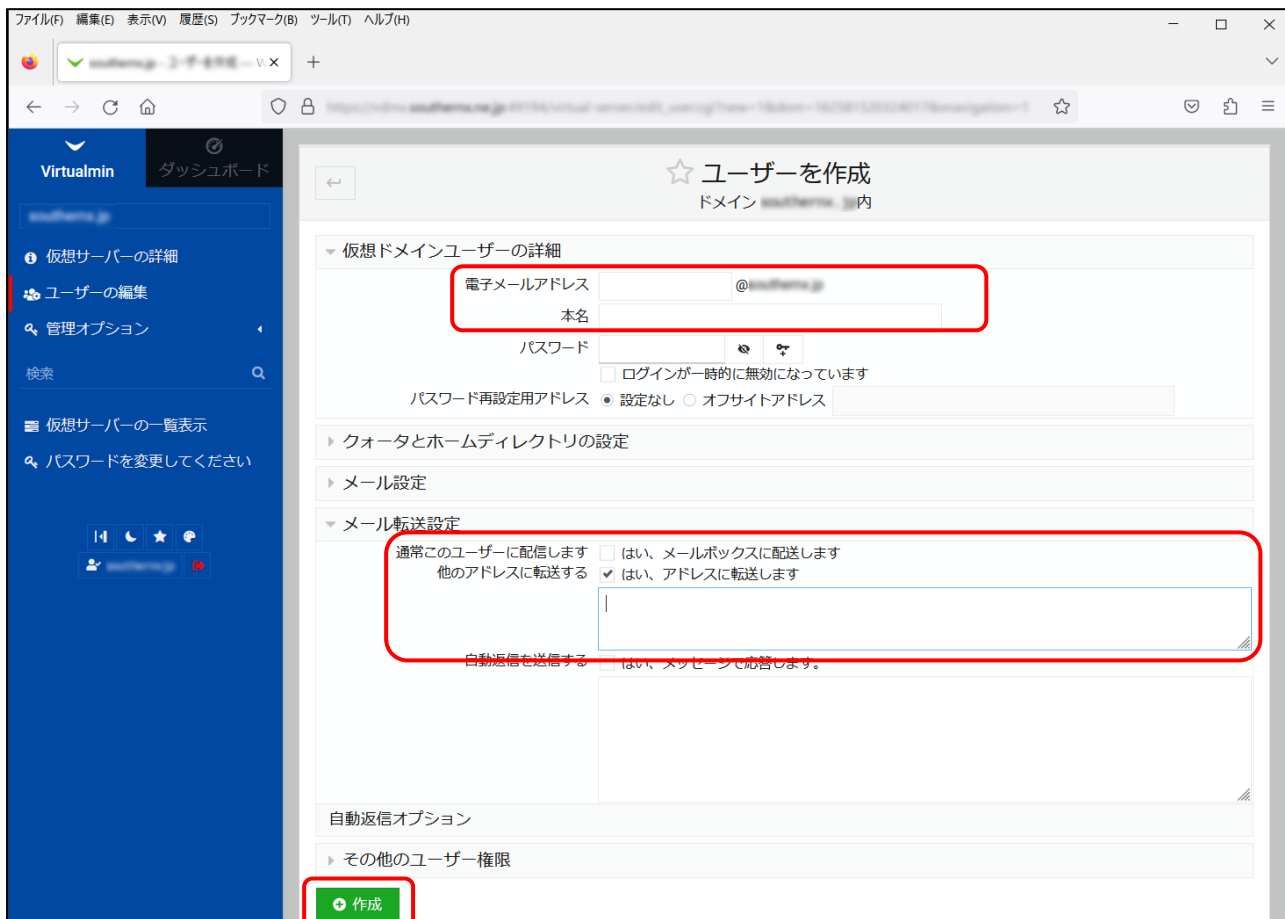 ファイル(F) 編集(E) 表示(V) 履歴(S) ブックマーク(B) ツール(T) ヘルプ(H)
Virtualmin
ダッシュボード
仮想サーバーの詳細
ユーザーの編集
管理オプション
検索
仮想サーバーの一覧表示
パスワードを変更してください
ユーザーを作成
ドメイン 内
仮想ドメインユーザーの詳細
電子メールアドレス @
本名
パスワード
ログインが一時的に無効になっています
パスワード再設定用アドレス 設定なし オフサイトアドレス
クォータとホームディレクトリの設定
メール設定
メール転送設定
通常このユーザーに配信します はい、メールボックスに配送します
他のアドレスに転送する はい、アドレスに転送します
自動返信を送信する はい、メッセージで応答します。
自動返信オプション
その他のユーザー権限
作成